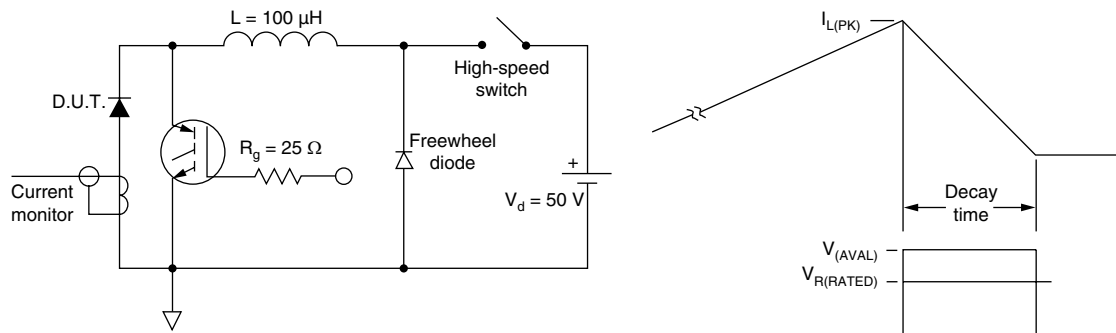 L = 100 µH
D.U.T.
High-speed
switch
R_g = 25 Ω
Freewheel
diode
+
V_d = 50 V
Current
monitor
I_L(PK)
Decay
time
V_(AVAL)
V_R(RATED)